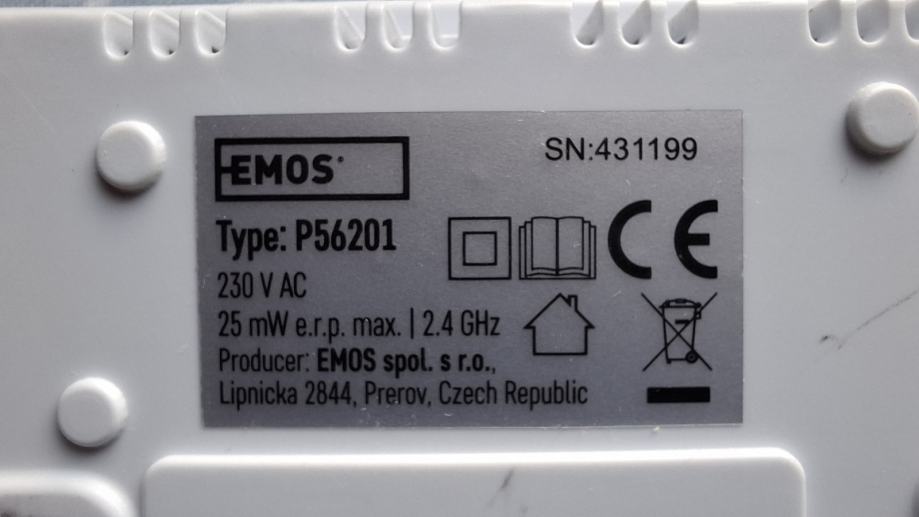 EMOS
SN:431199
Type: P56201
CE
230 V AC
25 mW e.r.p. max. | 2.4 GHz
Producer: EMOS spol. s r.o.,
Lipnicka 2844, Prerov, Czech Republic